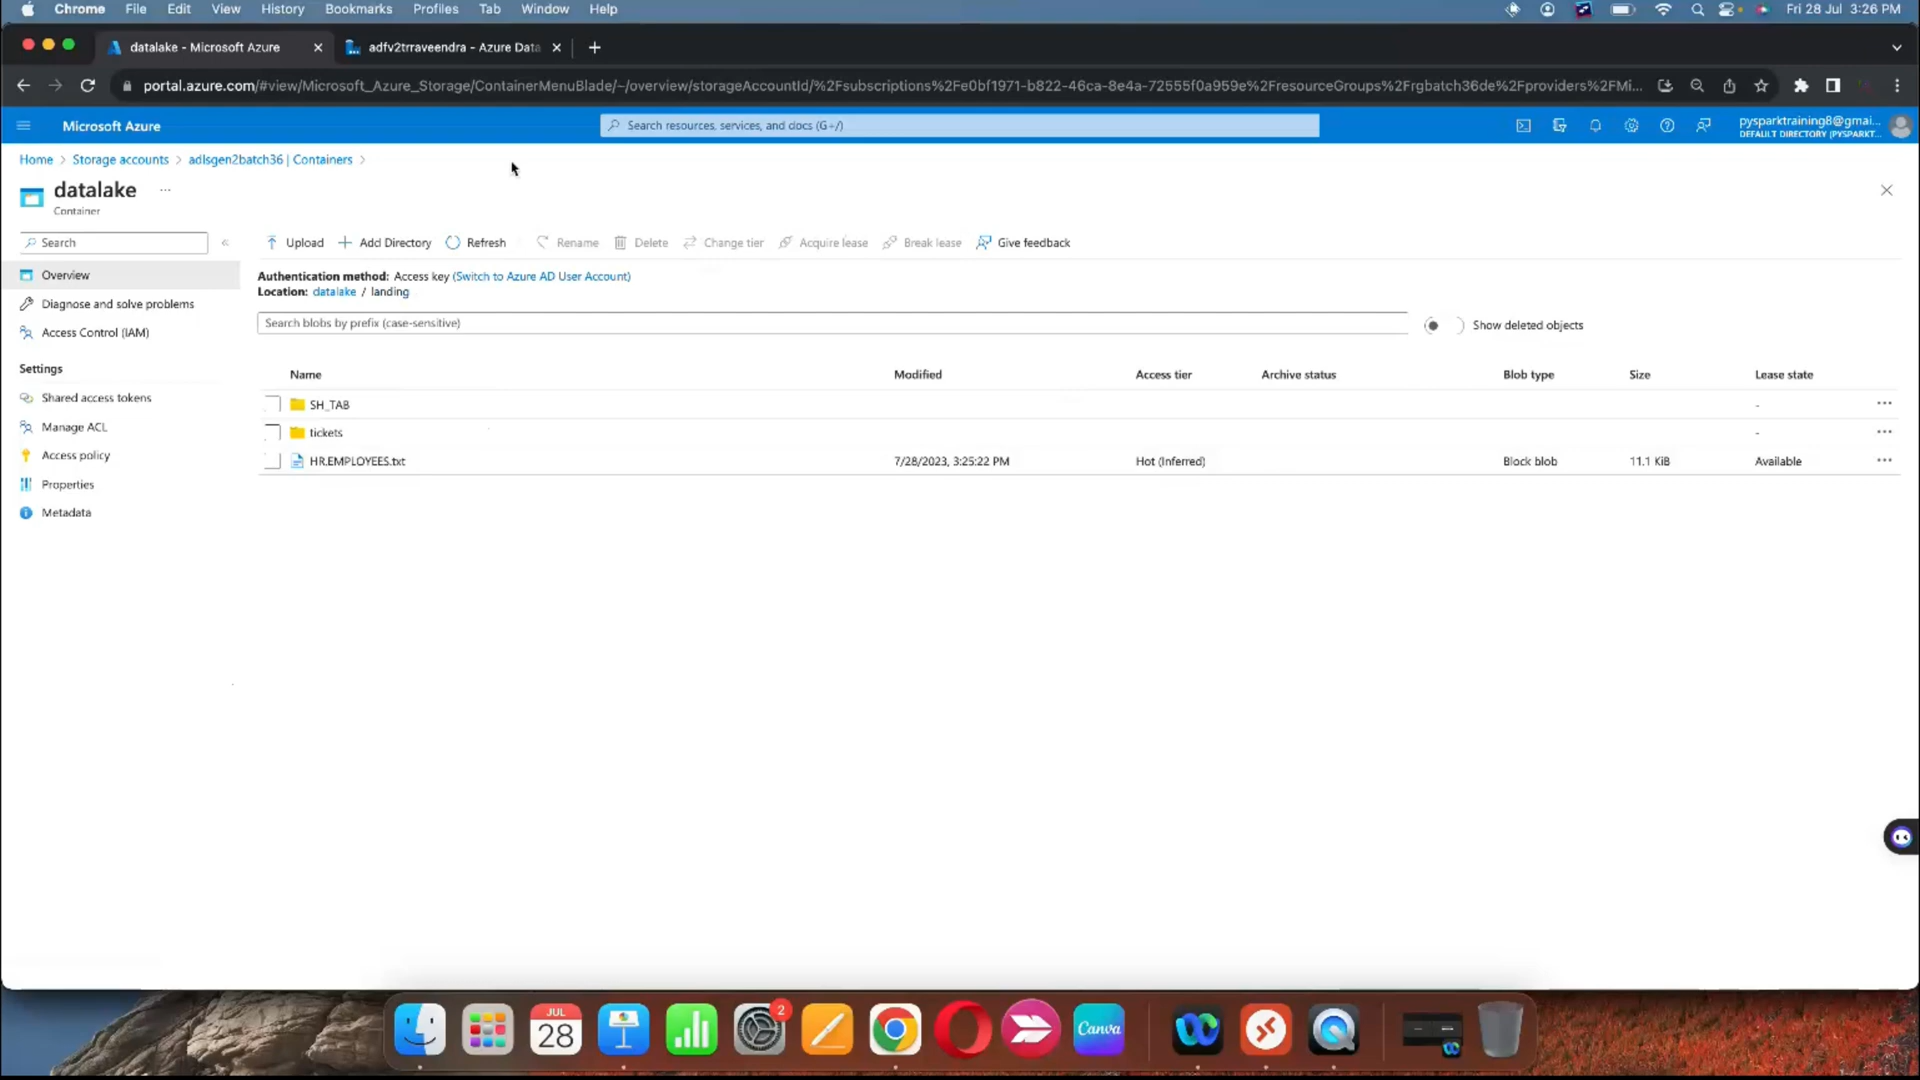 Chrome File Edit View History Bookmarks Profiles Tab Window Help Fri 28 Jul 3:26 PM
datalake - Microsoft Azure
adfv2trraveendra - Azure Data
portal.azure.com/#view/Microsoft_Azure_Storage/ContainerMenuBlade/~/overview/storageAccountId/%2Fsubscriptions%2Fe0bf1971-b822-46ca-8e4a-72555f0a959e%2FresourceGroups%2Frgbatch36de%2Fproviders%2FMi...
Microsoft Azure
Search resources, services, and docs (G+/)
pysparktraining8@gmai...
DEFAULT DIRECTORY (PYSPARKT...
Home > Storage accounts > adlsgen2batch36 | Containers >
datalake ...
Container
Search
Upload Add Directory Refresh Rename Delete Change tier Acquire lease Break lease Give feedback
Overview
Diagnose and solve problems
Access Control (IAM)
Settings
Shared access tokens
Manage ACL
Access policy
Properties
Metadata
Authentication method: Access key (Switch to Azure AD User Account)
Location: datalake / landing
Search blobs by prefix (case-sensitive)
Show deleted objects
Name Modified Access tier Archive status Blob type Size Lease state
SH_TAB - ...
tickets - ...
HR.EMPLOYEES.txt 7/28/2023, 3:25:22 PM Hot (Inferred) Block blob 11.1 KiB Available ...
JUL
28
2
Canva